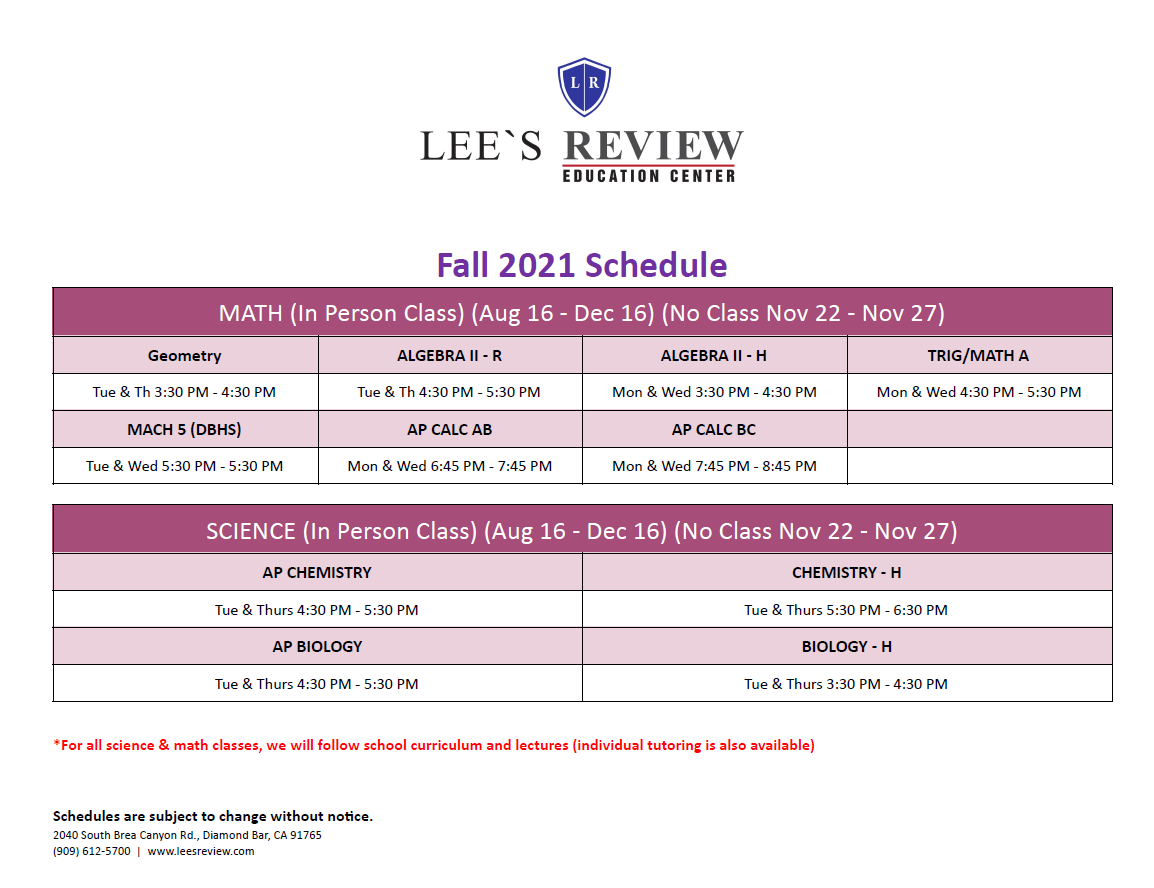 L R
LEE`S REVIEW
EDUCATION CENTER
Fall 2021 Schedule
MATH (In Person Class) (Aug 16 - Dec 16) (No Class Nov 22 - Nov 27)
Geometry ALGEBRA II - R ALGEBRA II - H TRIG/MATH A
Tue & Th 3:30 PM - 4:30 PM Tue & Th 4:30 PM - 5:30 PM Mon & Wed 3:30 PM - 4:30 PM Mon & Wed 4:30 PM - 5:30 PM
MACH 5 (DBHS) AP CALC AB AP CALC BC
Tue & Wed 5:30 PM - 5:30 PM Mon & Wed 6:45 PM - 7:45 PM Mon & Wed 7:45 PM - 8:45 PM
SCIENCE (In Person Class) (Aug 16 - Dec 16) (No Class Nov 22 - Nov 27)
AP CHEMISTRY CHEMISTRY - H
Tue & Thurs 4:30 PM - 5:30 PM Tue & Thurs 5:30 PM - 6:30 PM
AP BIOLOGY BIOLOGY - H
Tue & Thurs 4:30 PM - 5:30 PM Tue & Thurs 3:30 PM - 4:30 PM
*For all science & math classes, we will follow school curriculum and lectures (individual tutoring is also available)
Schedules are subject to change without notice.
2040 South Brea Canyon Rd., Diamond Bar, CA 91765
(909) 612-5700 | www.leesreview.com